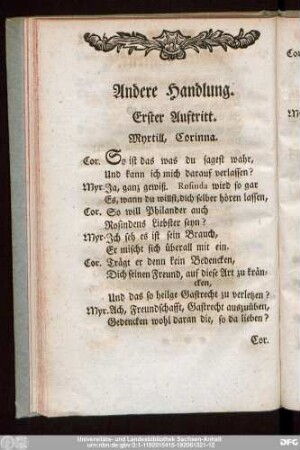 Andere Handlung.
Erster Auftritt.
Myrtill, Corinna.
Cor. So ist das was du sagest wahr,
Und kann ich mich darauf verlassen?
Myr. Ja, ganz gewiß. Rosinda wird so gar
Es, wann du willst, dich selber hören lassen,
Cor. So will Philander auch
Rosindens Liebster seyn?
Myr. Ich seh es ist sein Brauch,
Er mischt sich überall mit ein.
Cor. Trägt er denn kein Bedencken,
Dich seinen Freund, auf diese Art zu krän-
cken,
Und das so heilge Gastrecht zu verletzen?
Myr. Ach, Freundschafft, Gastrecht auszuüben,
Gedencken wohl daran die, so da lieben?
Cor.
Universitäts- und Landesbibliothek Sachsen-Anhalt
DFG